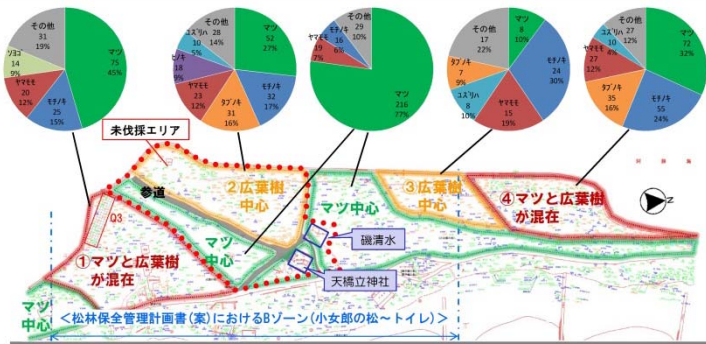 その他
31
19%
ソヨゴ
14
9%
ヤマモモ
20
12%
モチノキ
25
15%
マツ
75
45%
その他
28
14%
ユズリハ
10
5%
ヒノキ
18
9%
ヤマモモ
23
12%
タブノキ
31
16%
モチノキ
32
17%
マツ
52
27%
その他
29
10%
モチノキ
16
6%
ヤマモモ
19
7%
マツ
216
77%
その他
17
22%
タブノキ
7
9%
ユズリハ
8
10%
ヤマモモ
15
19%
モチノキ
24
30%
マツ
8
10%
その他
27
12%
ユズリハ
10
4%
ヤマモモ
27
12%
タブノキ
35
16%
モチノキ
55
24%
マツ
72
32%
未伐採エリア
参道
2広葉樹
中心
マツ中心
③広葉樹
中心
④マツと広葉樹
が混在
N
Q3
①マツと広葉樹
が混在
マツ
中心
磯清水
天橋立神社
マツ
中心
＜松林保全管理計画書(案)におけるBゾーン(小女郎の松～トイレ)＞